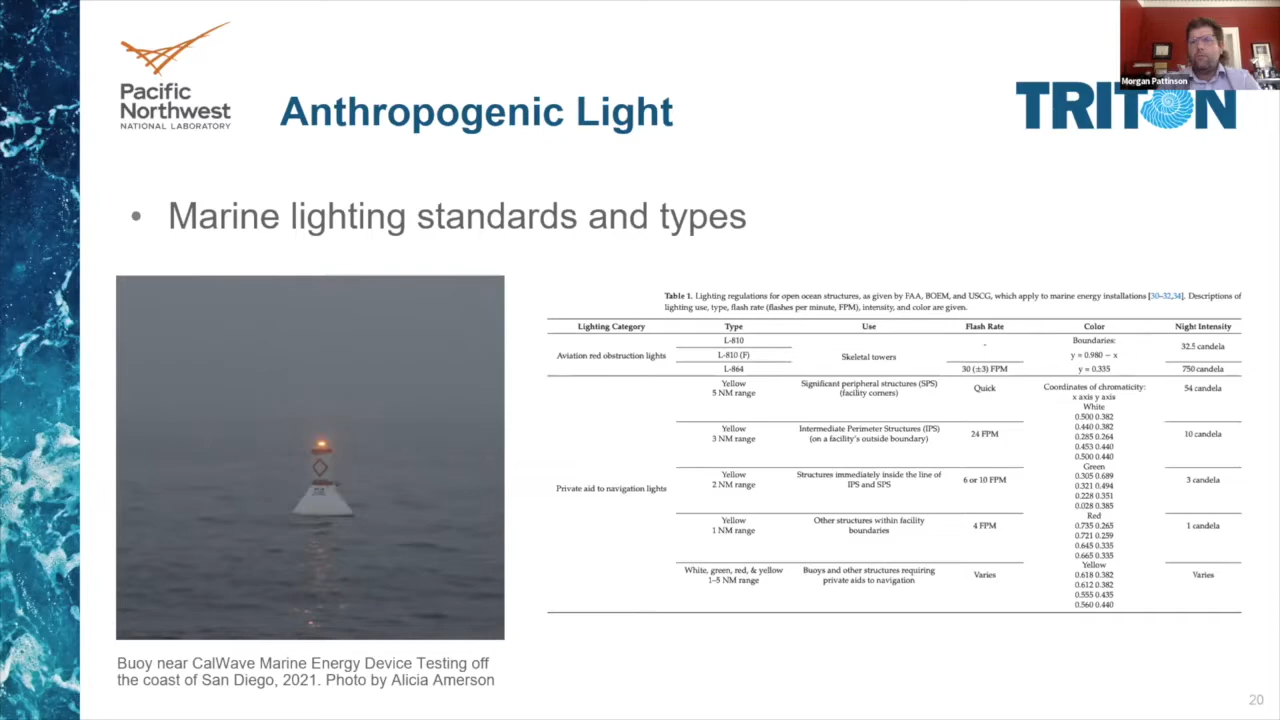 Morgan Pattinson
Pacific
Northwest
NATIONAL LABORATORY
Anthropogenic Light
TRITON
• Marine lighting standards and types
Table 1. Lighting regulations for open ocean structures, as given by FAA, BOEM, and USCG, which apply to marine energy installations [30–32,34]. Descriptions of
lighting use, type, flash rate (flashes per minute, FPM), intensity, and color are given.
Lighting Category Type Use Flash Rate Color Night Intensity
Aviation red obstruction lights
L-810
L-810 (F)
L-864
Skeletal towers
-
30 (±3) FPM
Boundaries:
y = 0.980 − x
y = 0.335
32.5 candela
750 candela
Private aid to navigation lights
Yellow
5 NM range
Significant peripheral structures (SPS)
(facility corners)
Quick
54 candela
Yellow
3 NM range
Intermediate Perimeter Structures (IPS)
(on a facility's outside boundary)
24 FPM
10 candela
Yellow
2 NM range
Structures immediately inside the line of
IPS and SPS
6 or 10 FPM
3 candela
Yellow
1 NM range
Other structures within facility
boundaries
4 FPM
1 candela
White, green, red, & yellow
1–5 NM range
Buoys and other structures requiring
private aids to navigation
Varies
Varies
Coordinates of chromaticity:
x axis y axis
White
0.500 0.382
0.440 0.382
0.285 0.264
0.453 0.440
0.500 0.440
Green
0.305 0.689
0.321 0.494
0.228 0.351
0.028 0.385
Red
0.735 0.265
0.721 0.259
0.645 0.335
0.665 0.335
Yellow
0.618 0.382
0.612 0.382
0.555 0.435
0.560 0.440
Buoy near CalWave Marine Energy Device Testing off
the coast of San Diego, 2021. Photo by Alicia Amerson
20